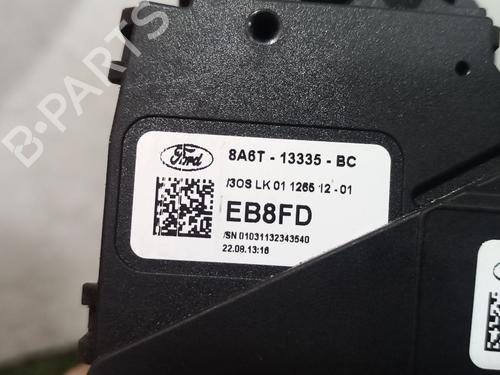 B-PARTS
Ford
8A6T - 13335 - BC
/3OS LK 01 1265 12 - 01
EB8FD
/SN 01031132343540
22.08.13:16